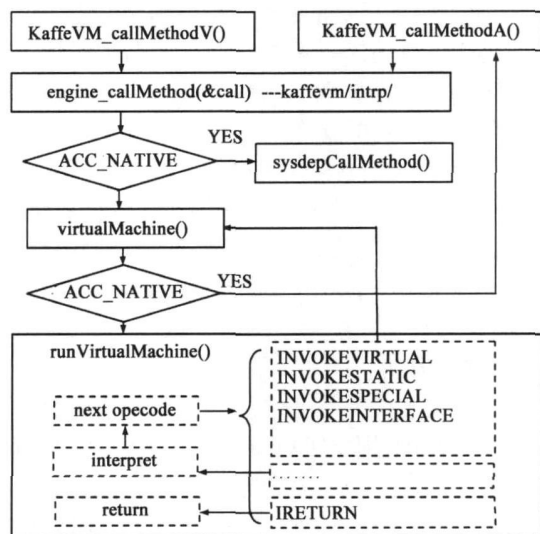 KaffeVM_callMethodV()
KaffeVM_callMethodA()
engine_callMethod(&call) ---kaffevm/intrp/
YES
ACC_NATIVE
sysdepCallMethod()
virtualMachine()
ACC_NATIVE
YES
runVirtualMachine()
INVOKEVIRTUAL
INVOKESTATIC
INVOKESPECIAL
INVOKEINTERFACE
next opecode
interpret
.......
return
IRETURN